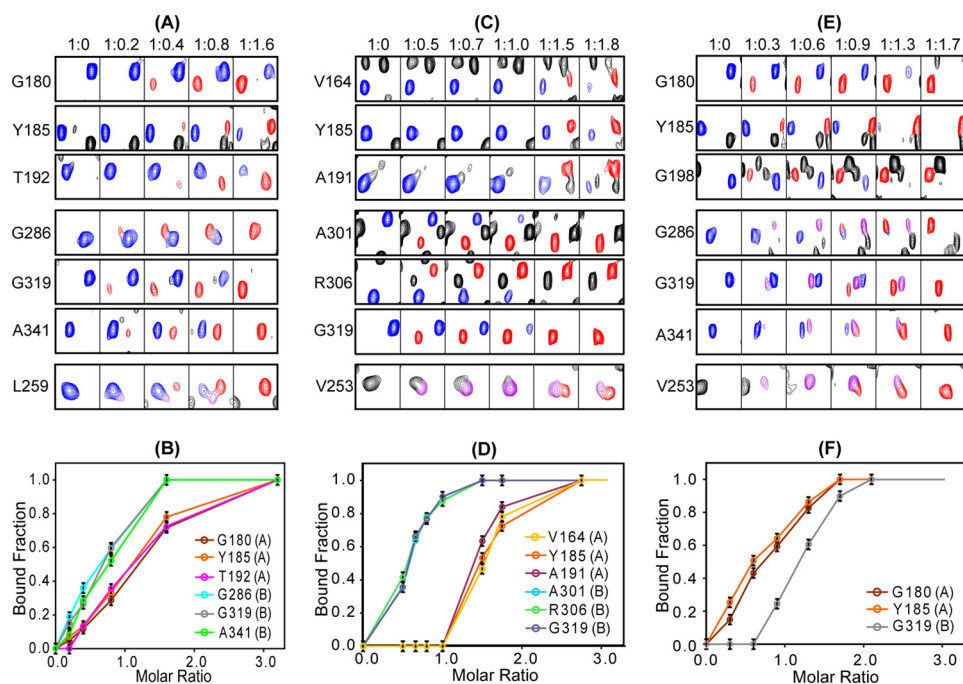 (A)
1:0 1:0.2 1:0.4 1:0.8 1:1.6
G180
Y185
T192
G286
G319
A341
L259
(C)
1:0 1:0.5 1:0.7 1:1.0 1:1.5 1:1.8
V164
Y185
A191
A301
R306
G319
V253
(E)
1:0 1:0.3 1:0.6 1:0.9 1:1.3 1:1.7
G180
Y185
G198
G286
G319
A341
V253
(B)
Bound Fraction
1.0
0.8
0.6
0.4
0.2
0.0
G180 (A)
Y185 (A)
T192 (A)
G286 (B)
G319 (B)
A341 (B)
0.0 1.0 2.0 3.0
Molar Ratio
(D)
Bound Fraction
1.0
0.8
0.6
0.4
0.2
0.0
V164 (A)
Y185 (A)
A191 (A)
A301 (B)
R306 (B)
G319 (B)
0.0 1.0 2.0 3.0
Molar Ratio
(F)
Bound Fraction
1.0
0.8
0.6
0.4
0.2
0.0
G180 (A)
Y185 (A)
G319 (B)
0.0 1.0 2.0 3.0
Molar Ratio